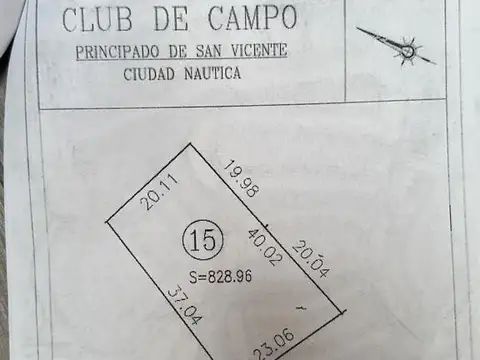 CLUB DE CAMPO
PRINCIPADO DE SAN VICENTE
CIUDAD NAUTICA
20.11
19.98
15
40.02
20.04
S=828.96
37.04
23.06